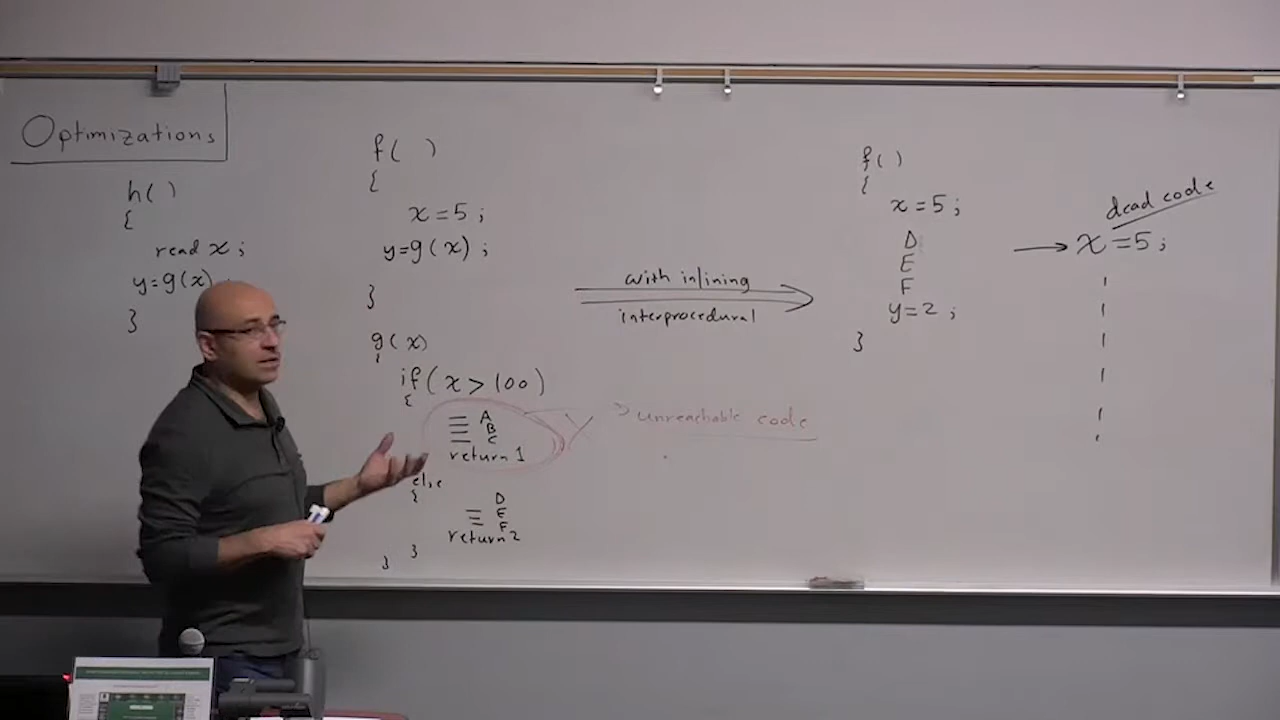 Optimizations
h( )
{
read x ;
y=g(x) ;
}
f( )
{
x=5 ;
y=g(x) ;
}
g(x)
{
if(x>100)
{
A
B
C
return 1
else
{
D
E
F
return 2
}
}
with inlining
interprocedural
unreachable code
f( )
{
x=5 ;
D
E
F
y=2 ;
}
dead code
x=5 ;